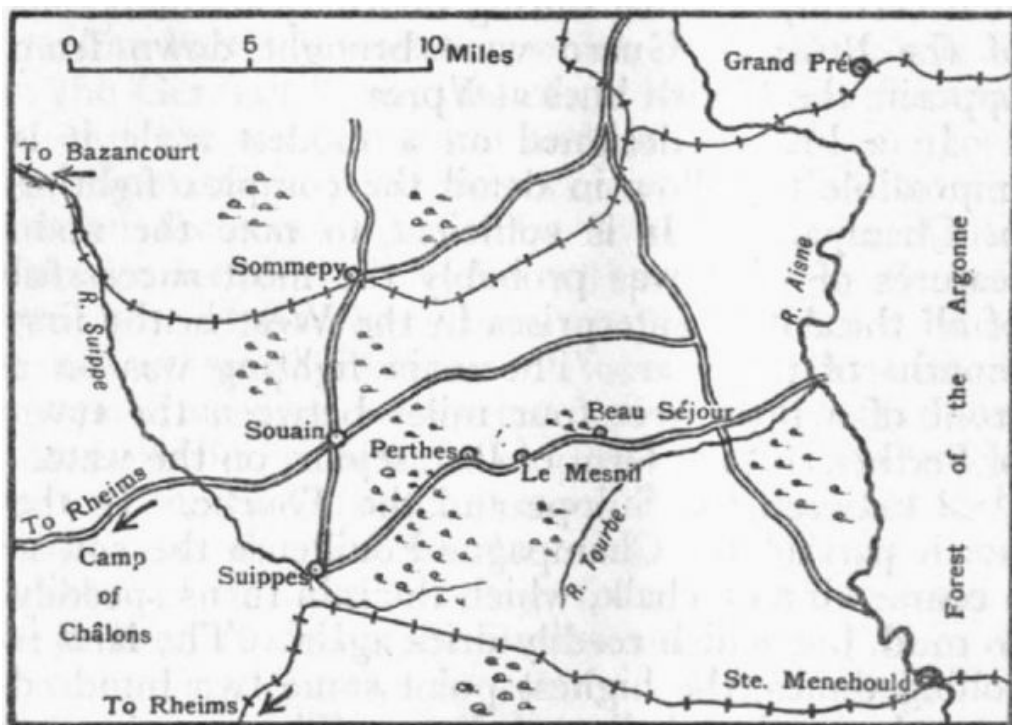 0 5 10 Miles
Grand Pré
To Bazancourt
R. Suippe
Sommepy
R. Aisne
Forest of the Argonne
Souain
Beau Séjour
Perthes
Le Mesnil
To Rheims
Camp
of
Châlons
Suippes
R. Tourbe
Ste. Menehould
To Rheims